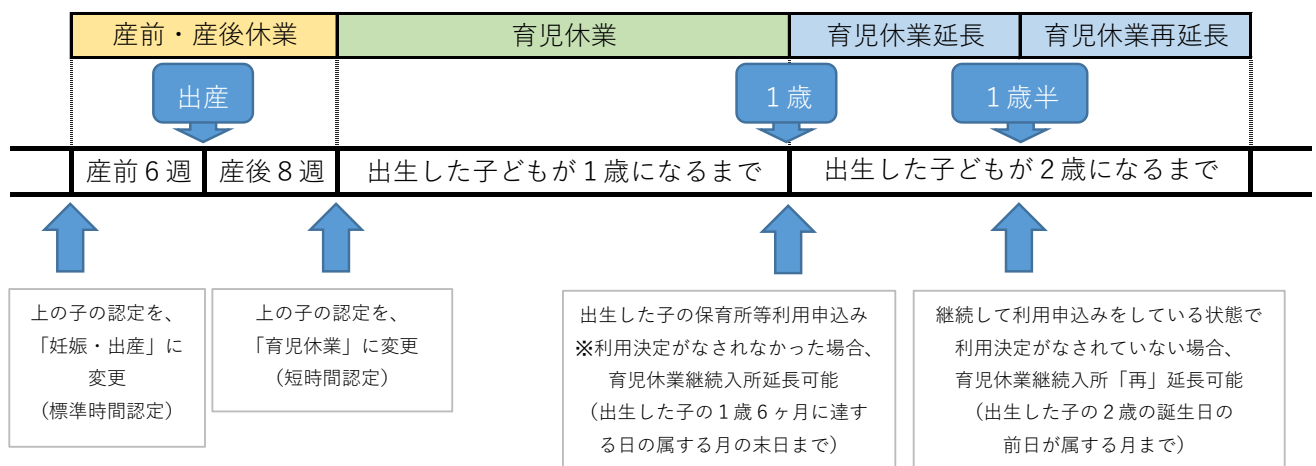 産前・産後休業
育児休業
育児休業延長
育児休業再延長
出産
１歳
１歳半
産前６週
産後８週
出生した子どもが１歳になるまで
出生した子どもが２歳になるまで
上の子の認定を、
「妊娠・出産」に
変更
（標準時間認定）
上の子の認定を、
「育児休業」に変更
（短時間認定）
出生した子の保育所等利用申込み
※利用決定がなされなかった場合、
育児休業継続入所延長可能
（出生した子の１歳６ヶ月に達す
る日の属する月の末日まで）
継続して利用申込みをしている状態で
利用決定がなされていない場合、
育児休業継続入所「再」延長可能
（出生した子の２歳の誕生日の
前日が属する月まで）